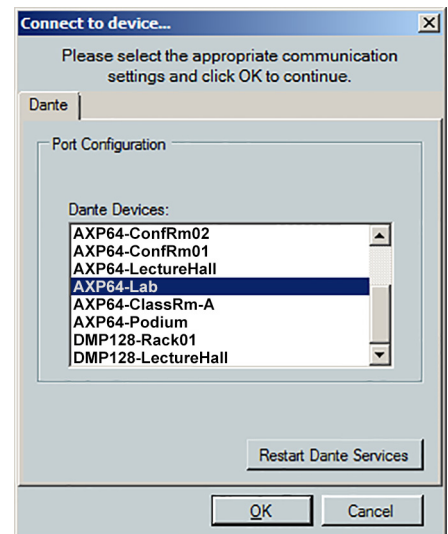 Connect to device...
Please select the appropriate communication
settings and click OK to continue.
Dante
Port Configuration
Dante Devices:
AXP64-ConfRm02
AXP64-ConfRm01
AXP64-LectureHall
AXP64-Lab
AXP64-ClassRm-A
AXP64-Podium
DMP128-Rack01
DMP128-LectureHall
Restart Dante Services
OK
Cancel